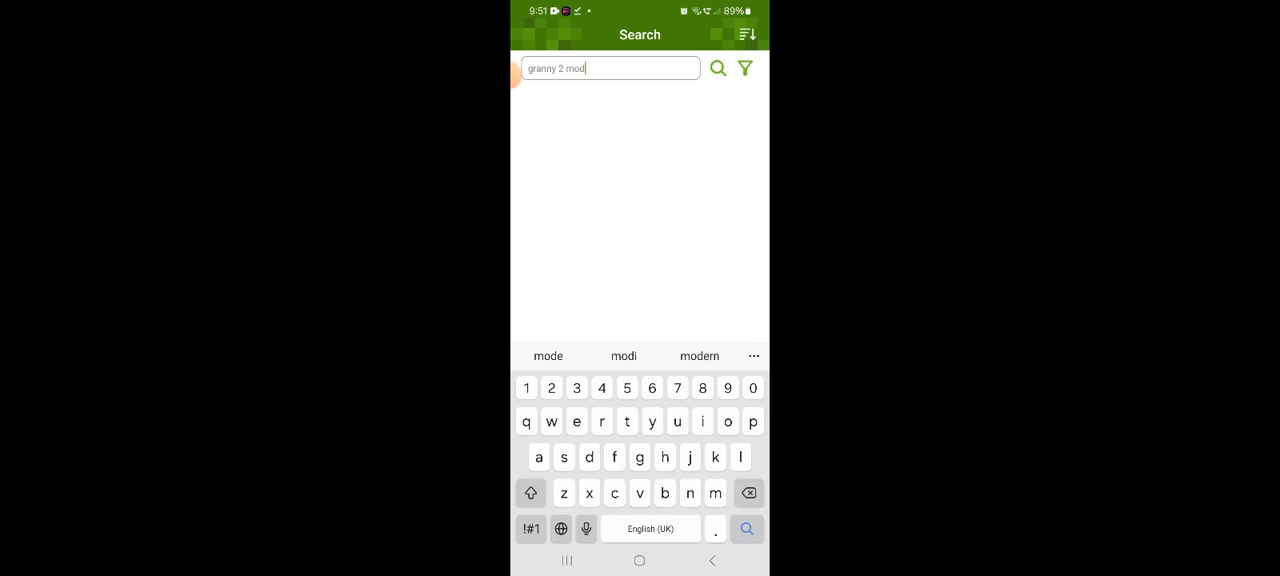 9:51 89%
Search
granny 2 mod
mode modi modern ...
1 2 3 4 5 6 7 8 9 0
q w e r t y u i o p
a s d f g h j k l
z x c v b n m
!#1 English (UK) .